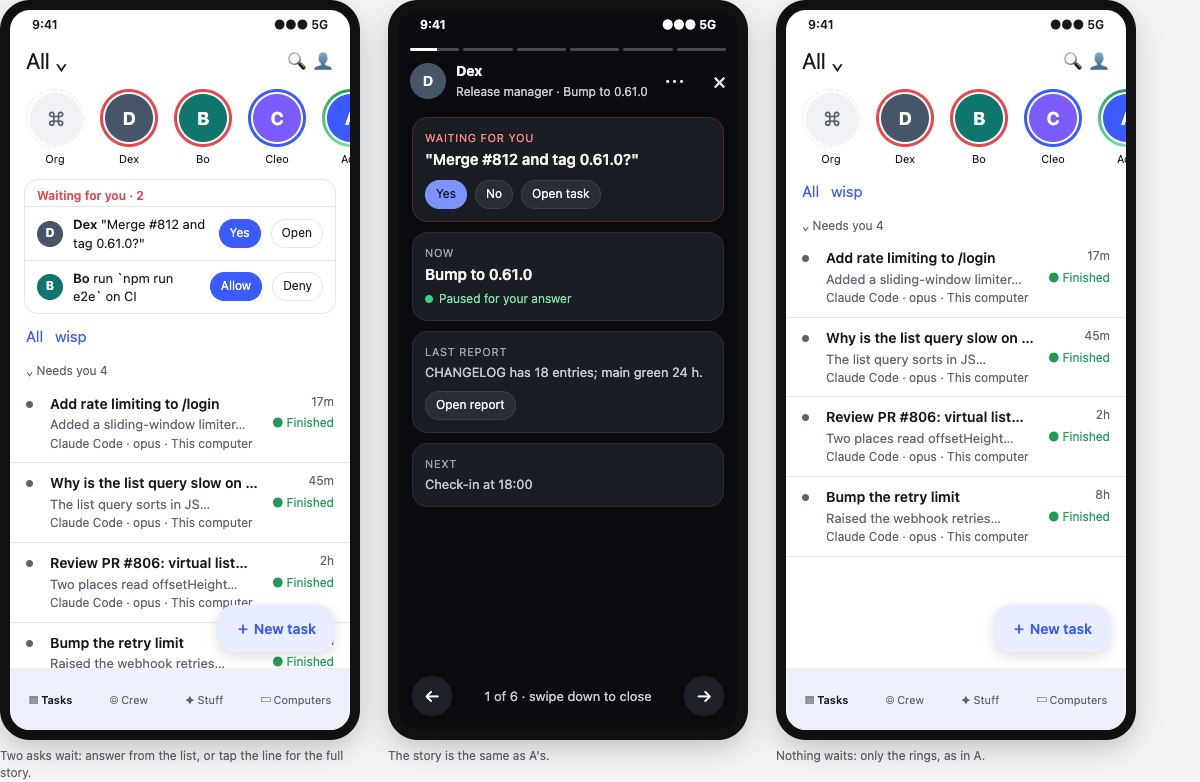 9:41
5G
All
⌘
D
B
C
Org
Dex
Bo
Cleo
Waiting for you · 2
D
Dex "Merge #812 and
tag 0.61.0?"
Yes
Open
B
Bo run `npm run
e2e` on CI
Allow
Deny
All wisp
Needs you 4
Add rate limiting to /login
17m
Added a sliding-window limiter…
Finished
Claude Code · opus · This computer
Why is the list query slow on …
45m
The list query sorts in JS…
Finished
Claude Code · opus · This computer
Review PR #806: virtual list…
2h
Two places read offsetHeight…
Finished
Claude Code · opus · This computer
+ New task
Bump the retry limit
Raised the webhook retries…
Finished
Tasks
Crew
Stuff
Computers
Two asks wait: answer from the list, or tap the line for the full
story.
9:41
5G
D
Dex
Release manager · Bump to 0.61.0
WAITING FOR YOU
"Merge #812 and tag 0.61.0?"
Yes
No
Open task
NOW
Bump to 0.61.0
Paused for your answer
LAST REPORT
CHANGELOG has 18 entries; main green 24 h.
Open report
NEXT
Check-in at 18:00
1 of 6 · swipe down to close
The story is the same as A's.
9:41
5G
All
⌘
D
B
C
Org
Dex
Bo
Cleo
All wisp
Needs you 4
Add rate limiting to /login
17m
Added a sliding-window limiter…
Finished
Claude Code · opus · This computer
Why is the list query slow on …
45m
The list query sorts in JS…
Finished
Claude Code · opus · This computer
Review PR #806: virtual list…
2h
Two places read offsetHeight…
Finished
Claude Code · opus · This computer
Bump the retry limit
8h
Raised the webhook retries…
Finished
Claude Code · opus · This computer
+ New task
Tasks
Crew
Stuff
Computers
Nothing waits: only the rings, as in A.